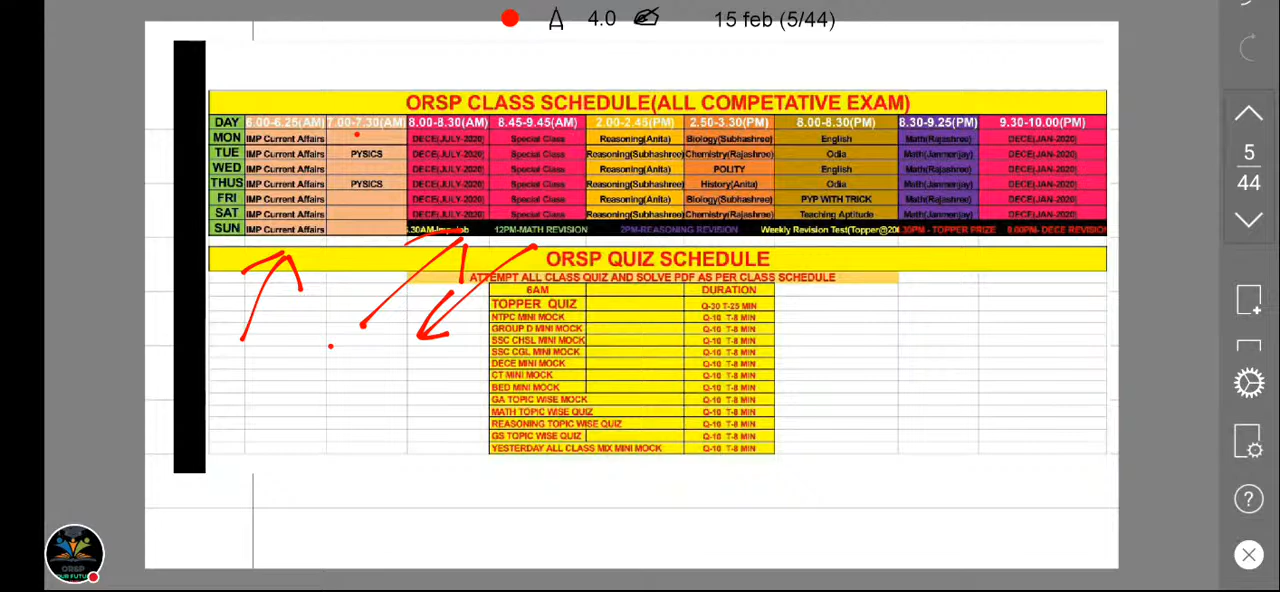 A 4.0 15 feb (5/44)
ORSP CLASS SCHEDULE(ALL COMPETATIVE EXAM)
DAY 6.00-6.25(AM) 7.00-7.30(AM) 8.00-8.30(AM) 8.45-9.45(AM) 2.00-2.45(PM) 2.50-3.30(PM) 8.00-8.30(PM) 8.30-9.25(PM) 9.30-10.00(PM)
MON IMP Current Affairs DECE(JULY-2020) Special Class Reasoning(Anita) Biology(Subhashree) English Math(Rajashree) DECE(JAN-2020)
TUE IMP Current Affairs PYSICS DECE(JULY-2020) Special Class Reasoning(Subhashree) Chemistry(Rajashree) Odia Math(Janmenjay) DECE(JAN-2020)
WED IMP Current Affairs DECE(JULY-2020) Special Class Reasoning(Anita) POLITY English Math(Rajashree) DECE(JAN-2020)
THUS IMP Current Affairs PYSICS DECE(JULY-2020) Special Class Reasoning(Subhashree) History(Anita) Odia Math(Janmenjay) DECE(JAN-2020)
FRI IMP Current Affairs DECE(JULY-2020) Special Class Reasoning(Anita) Biology(Subhashree) PYP WITH TRICK Math(Rajashree) DECE(JAN-2020)
SAT IMP Current Affairs DECE(JULY-2020) Special Class Reasoning(Subhashree) Chemistry(Rajashree) Teaching Aptitude Math(Janmenjay) DECE(JAN-2020)
SUN IMP Current Affairs 12PM-MATH REVISION 2PM-REASONING REVISION Weekly Revision Test(Topper@20 .30PM - TOPPER PRIZE DECE REVISION
5
44
ORSP QUIZ SCHEDULE
ATTEMPT ALL CLASS QUIZ AND SOLVE PDF AS PER CLASS SCHEDULE
6AM DURATION
TOPPER QUIZ Q-30 T-25 MIN
NTPC MINI MOCK Q-10 T-8 MIN
GROUP D MINI MOCK Q-10 T-8 MIN
SSC CHSL MINI MOCK Q-10 T-8 MIN
SSC CGL MINI MOCK Q-10 T-8 MIN
DECE MINI MOCK Q-10 T-8 MIN
CT MINI MOCK Q-10 T-8 MIN
BED MINI MOCK Q-10 T-8 MIN
GA TOPIC WISE MOCK Q-10 T-8 MIN
MATH TOPIC WISE QUIZ Q-10 T-8 MIN
REASONING TOPIC WISE QUIZ Q-10 T-8 MIN
GS TOPIC WISE QUIZ Q-10 T-8 MIN
YESTERDAY ALL CLASS MIX MINI MOCK Q-10 T-8 MIN
ORSP